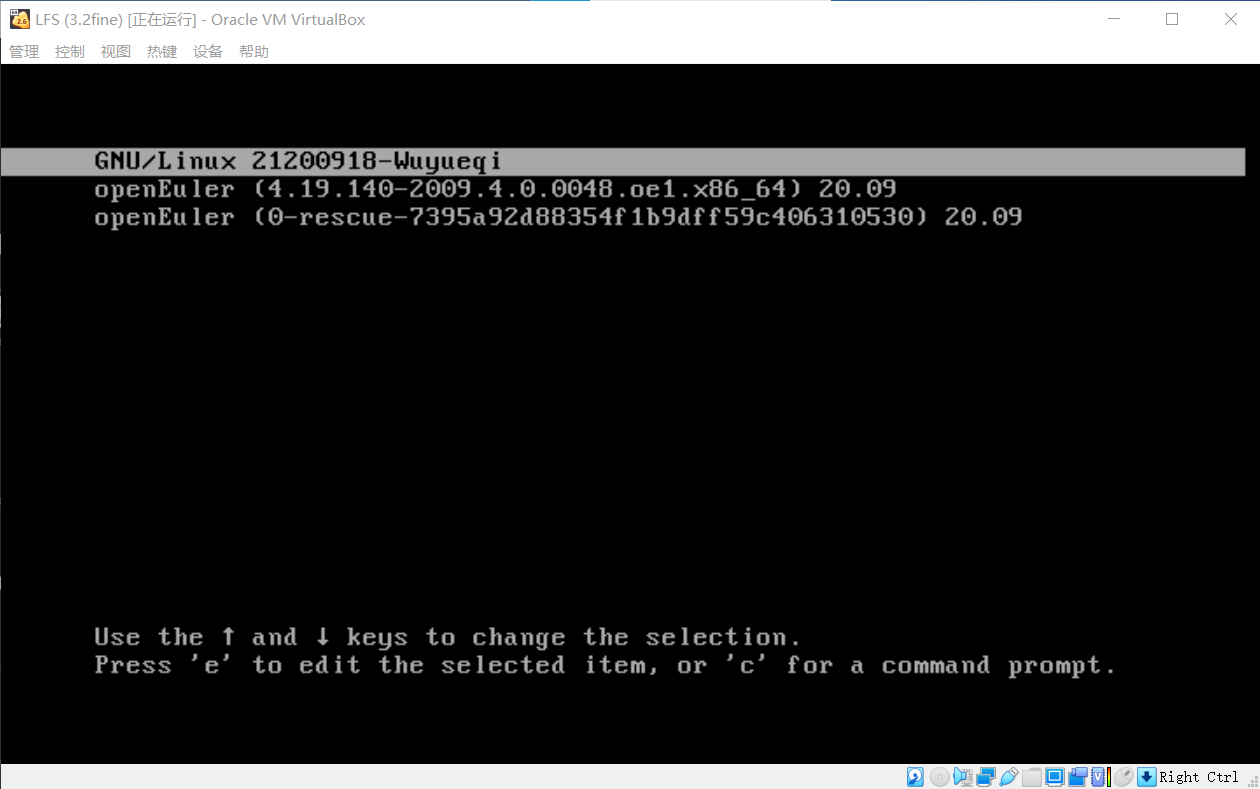 LFS (3.2fine) [正在运行] - Oracle VM VirtualBox
管理 控制 视图 热键 设备 帮助
GNU/Linux 21200918-Wuyueqi
openEuler (4.19.140-2009.4.0.0048.oe1.x86_64) 20.09
openEuler (0-rescue-7395a92d88354f1b9dff59c406310530) 20.09
Use the ↑ and ↓ keys to change the selection.
Press 'e' to edit the selected item, or 'c' for a command prompt.
Right Ctrl